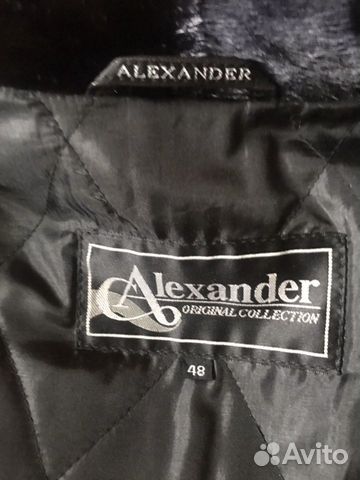 ALEXANDER
Alexander
ORIGINAL COLLECTION
48
Avito